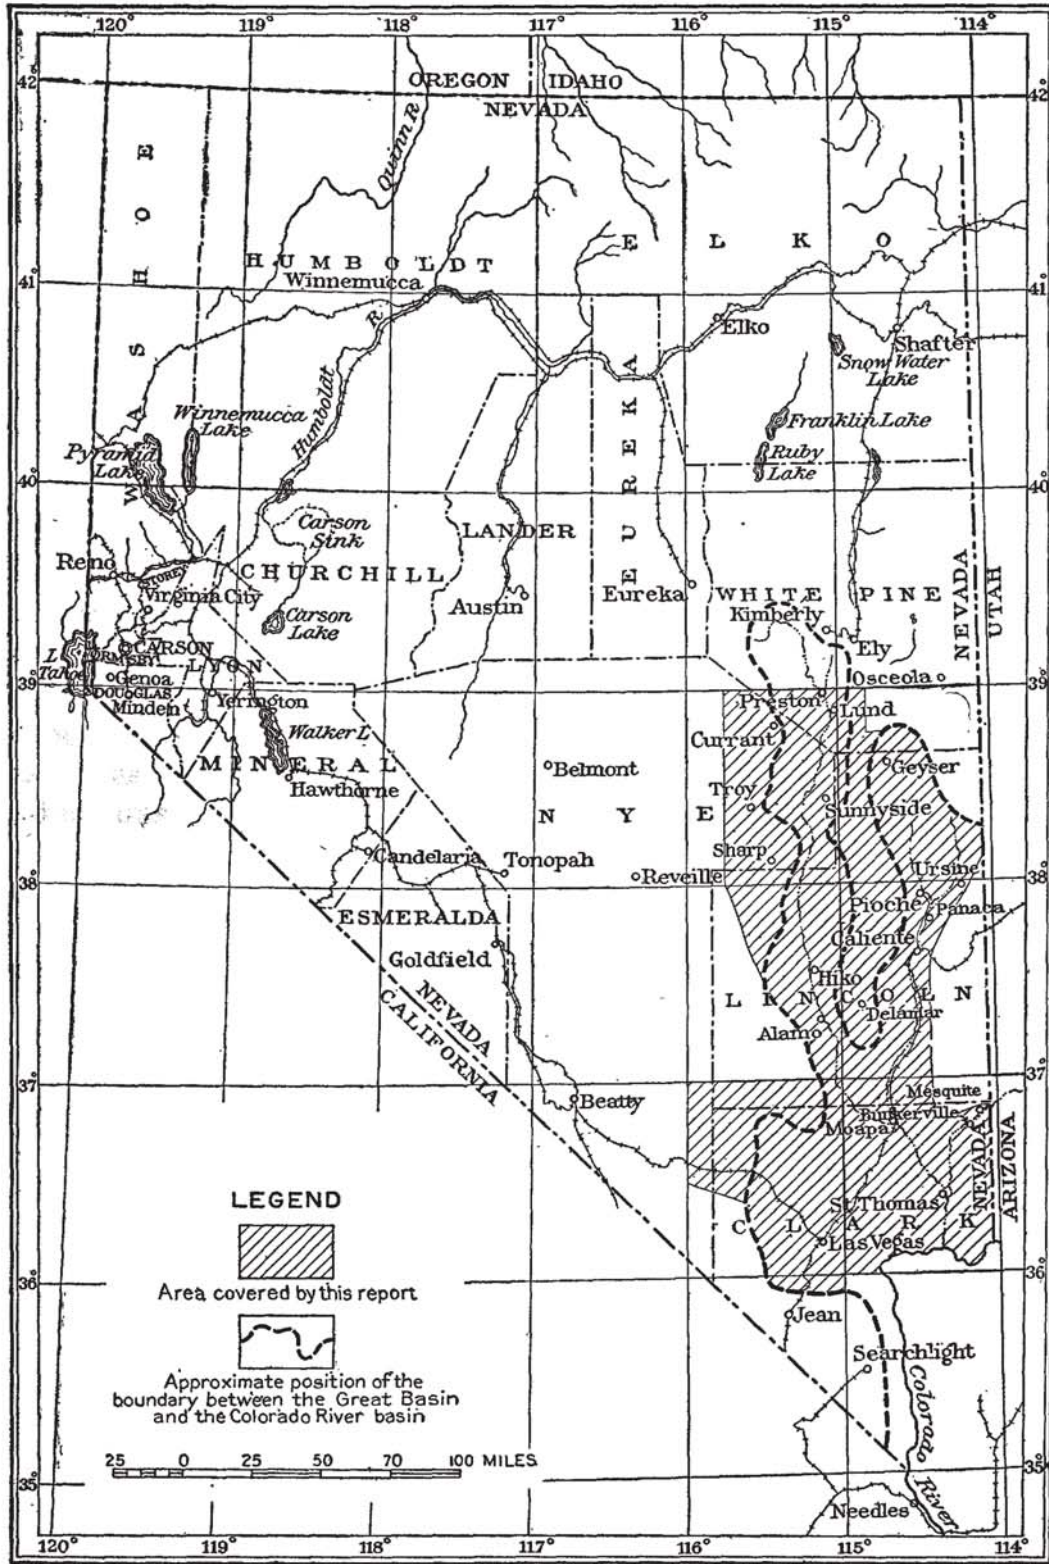 120° 119° 118° 117° 116° 115° 114°
42° OREGON IDAHO 42°
NEVADA
Quinn R
WASHOE
ELKO
HUMBOLDT
Winnemucca
41° 41°
Elko
Shafter
Snow Water
Lake
Humboldt R
EUREKA
Winnemucca
Lake
Franklin Lake
Pyramid
Lake
Ruby
Lake
40° 40°
Carson
Sink
LANDER
Reno
STOREY
CHURCHILL
NEVADA
UTAH
Virginia City
Austin
Eureka
WHITE PINE
Kimberly
Carson
Lake
L
Tahoe
CARSON
ORMSBY
LYON
Ely
Genoa
Osceola
39° DOUGLAS 39°
Minden
Yerington
Preston
Lund
Walker L
Currant
MINERAL
Belmont
Geyser
Hawthorne
Troy
Sunnyside
NYE
Candelaria
Tonopah
Sharp
Reveille
Ursine
38° 38°
Pioche
Panaca
ESMERALDA
Caliente
Goldfield
Hiko
LINCOLN
Delamar
NEVADA
CALIFORNIA
Alamo
37° 37°
Beatty
Mesquite
Bunkerville
Moapa
NEVADA
ARIZONA
LEGEND
St Thomas
CLARK
Las Vegas
36° 36°
Area covered by this report
Jean
Searchlight
Approximate position of the
boundary between the Great Basin
and the Colorado River basin
Colorado River
25 0 25 50 70 100 MILES
35° 35°
Needles
120° 119° 118° 117° 116° 115° 114°